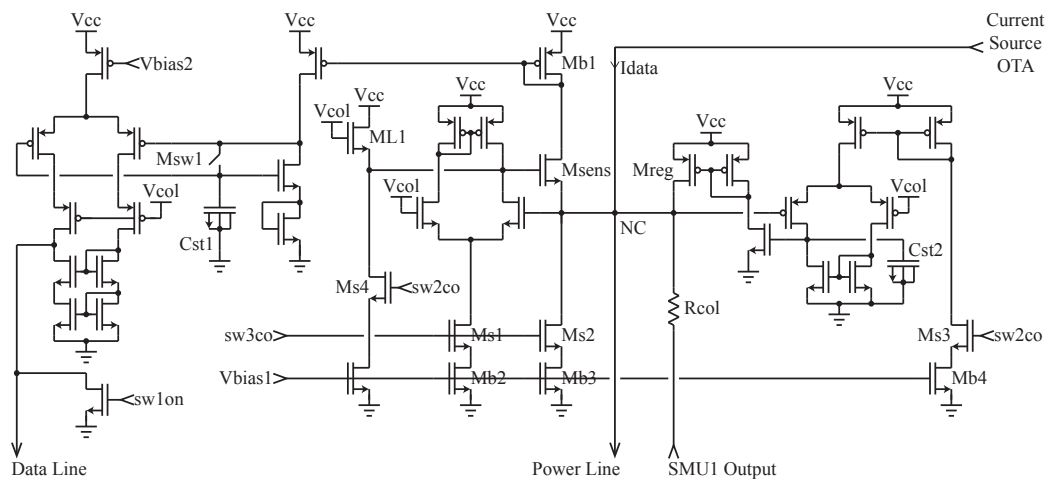 Vcc
Vcc
Vcc
Current
Source
OTA
Vbias2
Mb1
Idata
Vcol
Vcc
Vcc
Vcc
Vcc
ML1
Msw1
Msens
Mreg
Vcol
Vcol
Vcol
NC
Cst1
Cst2
Ms4
sw2co
Rcol
sw3co
Ms1
Ms2
Ms3
sw2co
Vbias1
Mb2
Mb3
Mb4
sw1on
Data Line
Power Line
SMU1 Output